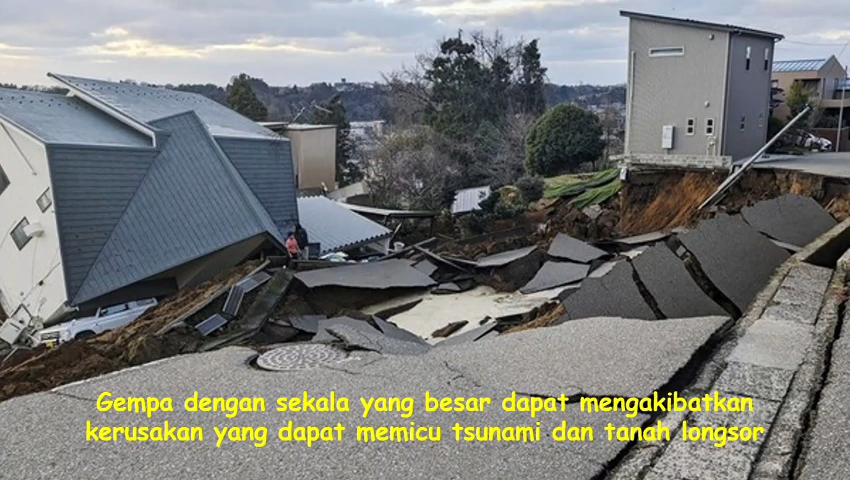 Gempa dengan sekala yang besar dapat mengakibatkan
kerusakan yang dapat memicu tsunami dan tanah longsor